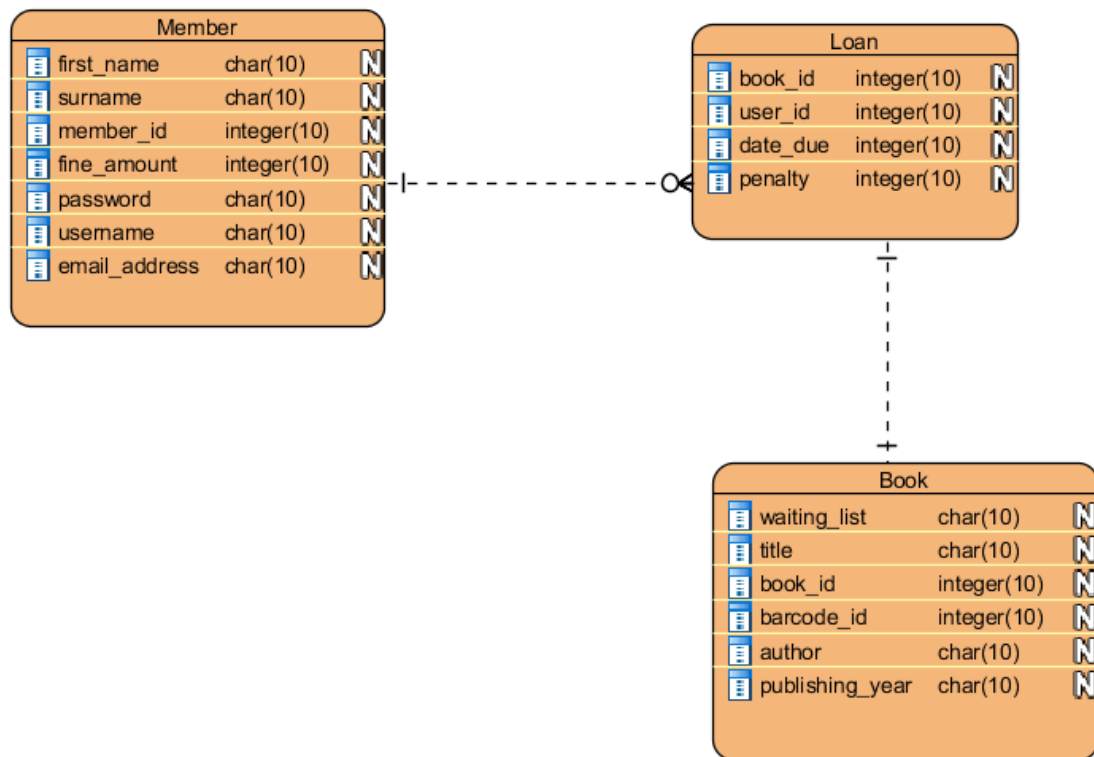 Member
first_name char(10) N
surname char(10) N
member_id integer(10) N
fine_amount integer(10) N
password char(10) N
username char(10) N
email_address char(10) N
Loan
book_id integer(10) N
user_id integer(10) N
date_due integer(10) N
penalty integer(10) N
Book
waiting_list char(10) N
title char(10) N
book_id integer(10) N
barcode_id integer(10) N
author char(10) N
publishing_year char(10) N